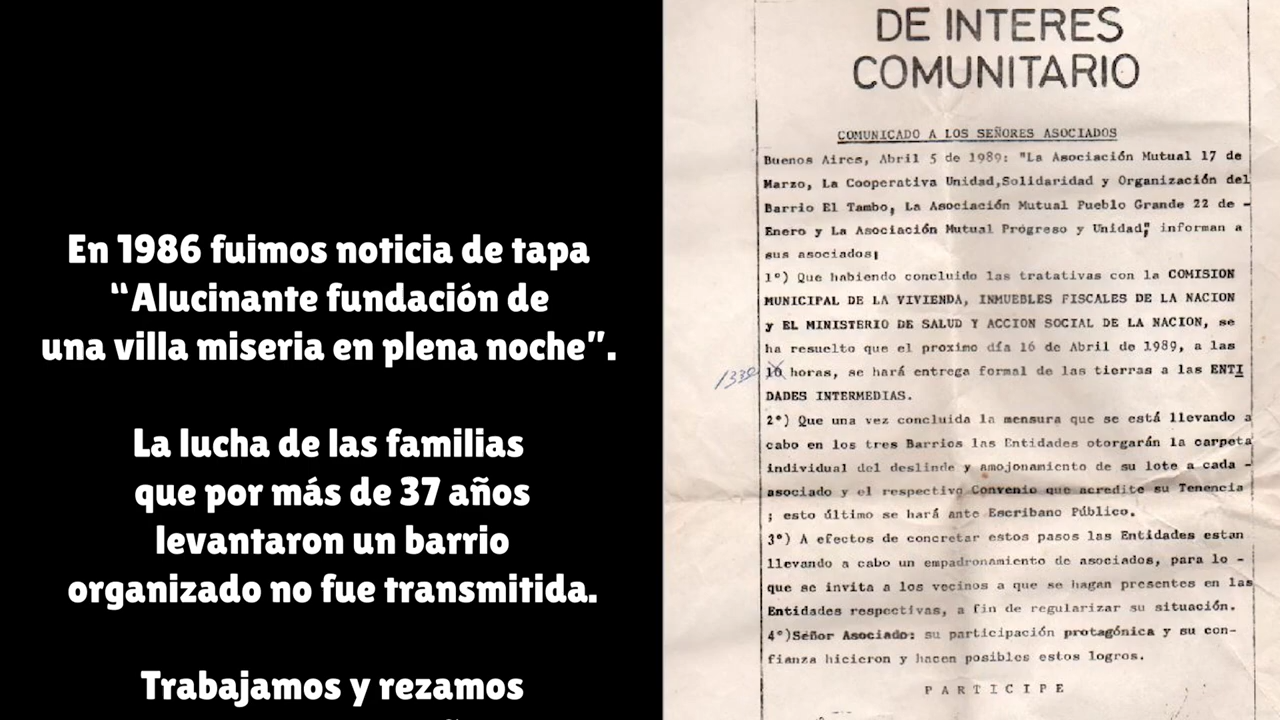 En 1986 fuimos noticia de tapa
“Alucinante fundación de
una villa miseria en plena noche”.
La lucha de las familias
que por más de 37 años
levantaron un barrio
organizado no fue transmitida.
Trabajamos y rezamos
DE INTERES
COMUNITARIO
COMUNICADO A LOS SEÑORES ASOCIADOS
Buenos Aires, Abril 5 de 1989: "La Asociación Mutual 17 de
Marzo, La Cooperativa Unidad,Solidaridad y Organización del
Barrio El Tambo, La Asociación Mutual Pueblo Grande 22 de -
Enero y La Asociación Mutual Progreso y Unidad", informan a
sus asociados:
1°) Que habiendo concluido las tratativas con la COMISION
MUNICIPAL DE LA VIVIENDA, INMUEBLES FISCALES DE LA NACION
y EL MINISTERIO DE SALUD Y ACCION SOCIAL DE LA NACION, se
ha resuelto que el proximo día 16 de Abril de 1989, a las
1330 10 horas, se hará entrega formal de las tierras a las ENTI
DADES INTERMEDIAS.
2°) Que una vez concluida la mensura que se está llevando a
cabo en los tres Barrios las Entidades otorgarán la carpeta
individual del deslinde y amojonamiento de su lote a cada -
asociado y el respectivo Convenio que acredite su Tenencia
; esto último se hará ante Escribano Público.
3°) A efectos de concretar estos pasos las Entidades estan
llevando a cabo un empadronamiento de asociados, para lo -
que se invita a los vecinos a que se hagan presentes en las
Entidades respectivas, a fin de regularizar su situación.
4°)Señor Asociado: su participación protagónica y su con-
fianza hicieron y hacen posibles estos logros.
P A R T I C I P E